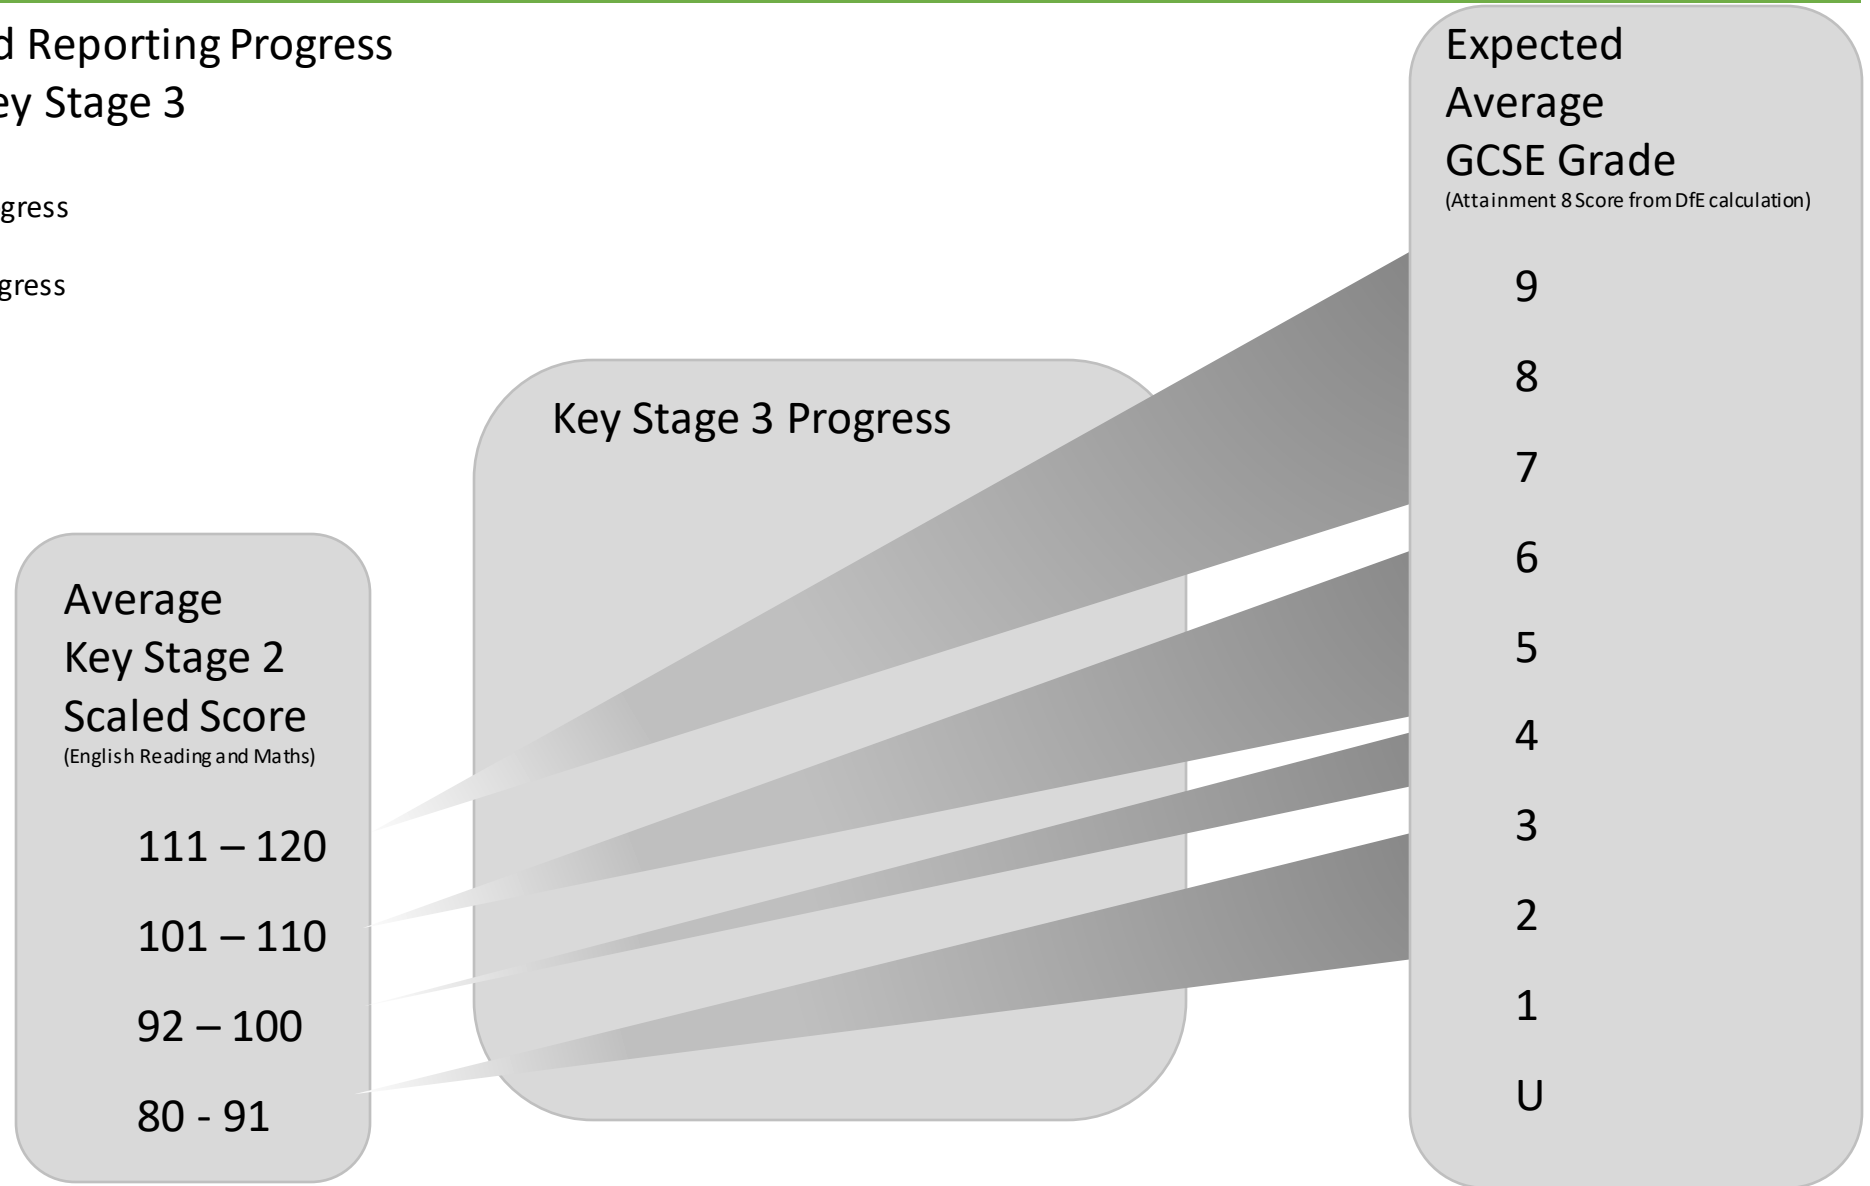 d Reporting Progress
ey Stage 3
gress
gress
Key Stage 3 Progress
Average
Key Stage 2
Scaled Score
(English Reading and Maths)
111 – 120
101 – 110
92 – 100
80 - 91
Expected
Average
GCSE Grade
(Attainment 8 Score from DfE calculation)
9
8
7
6
5
4
3
2
1
U